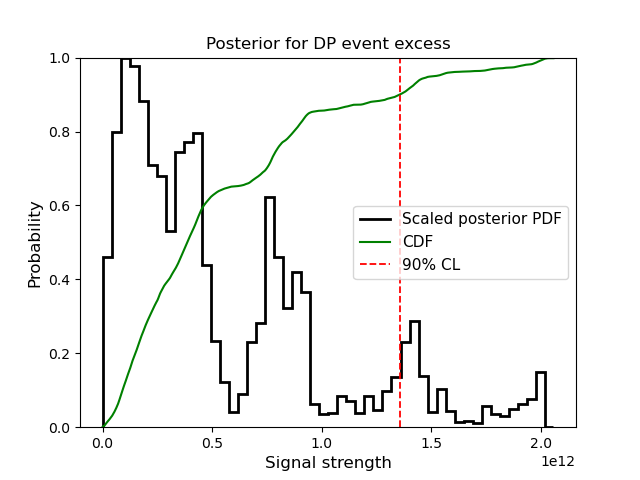 Posterior for DP event excess
1.0
0.8
0.6
0.4
0.2
0.0
Probability
Scaled posterior PDF
CDF
90% CL
0.0
0.5
1.0
1.5
2.0
1e12
Signal strength